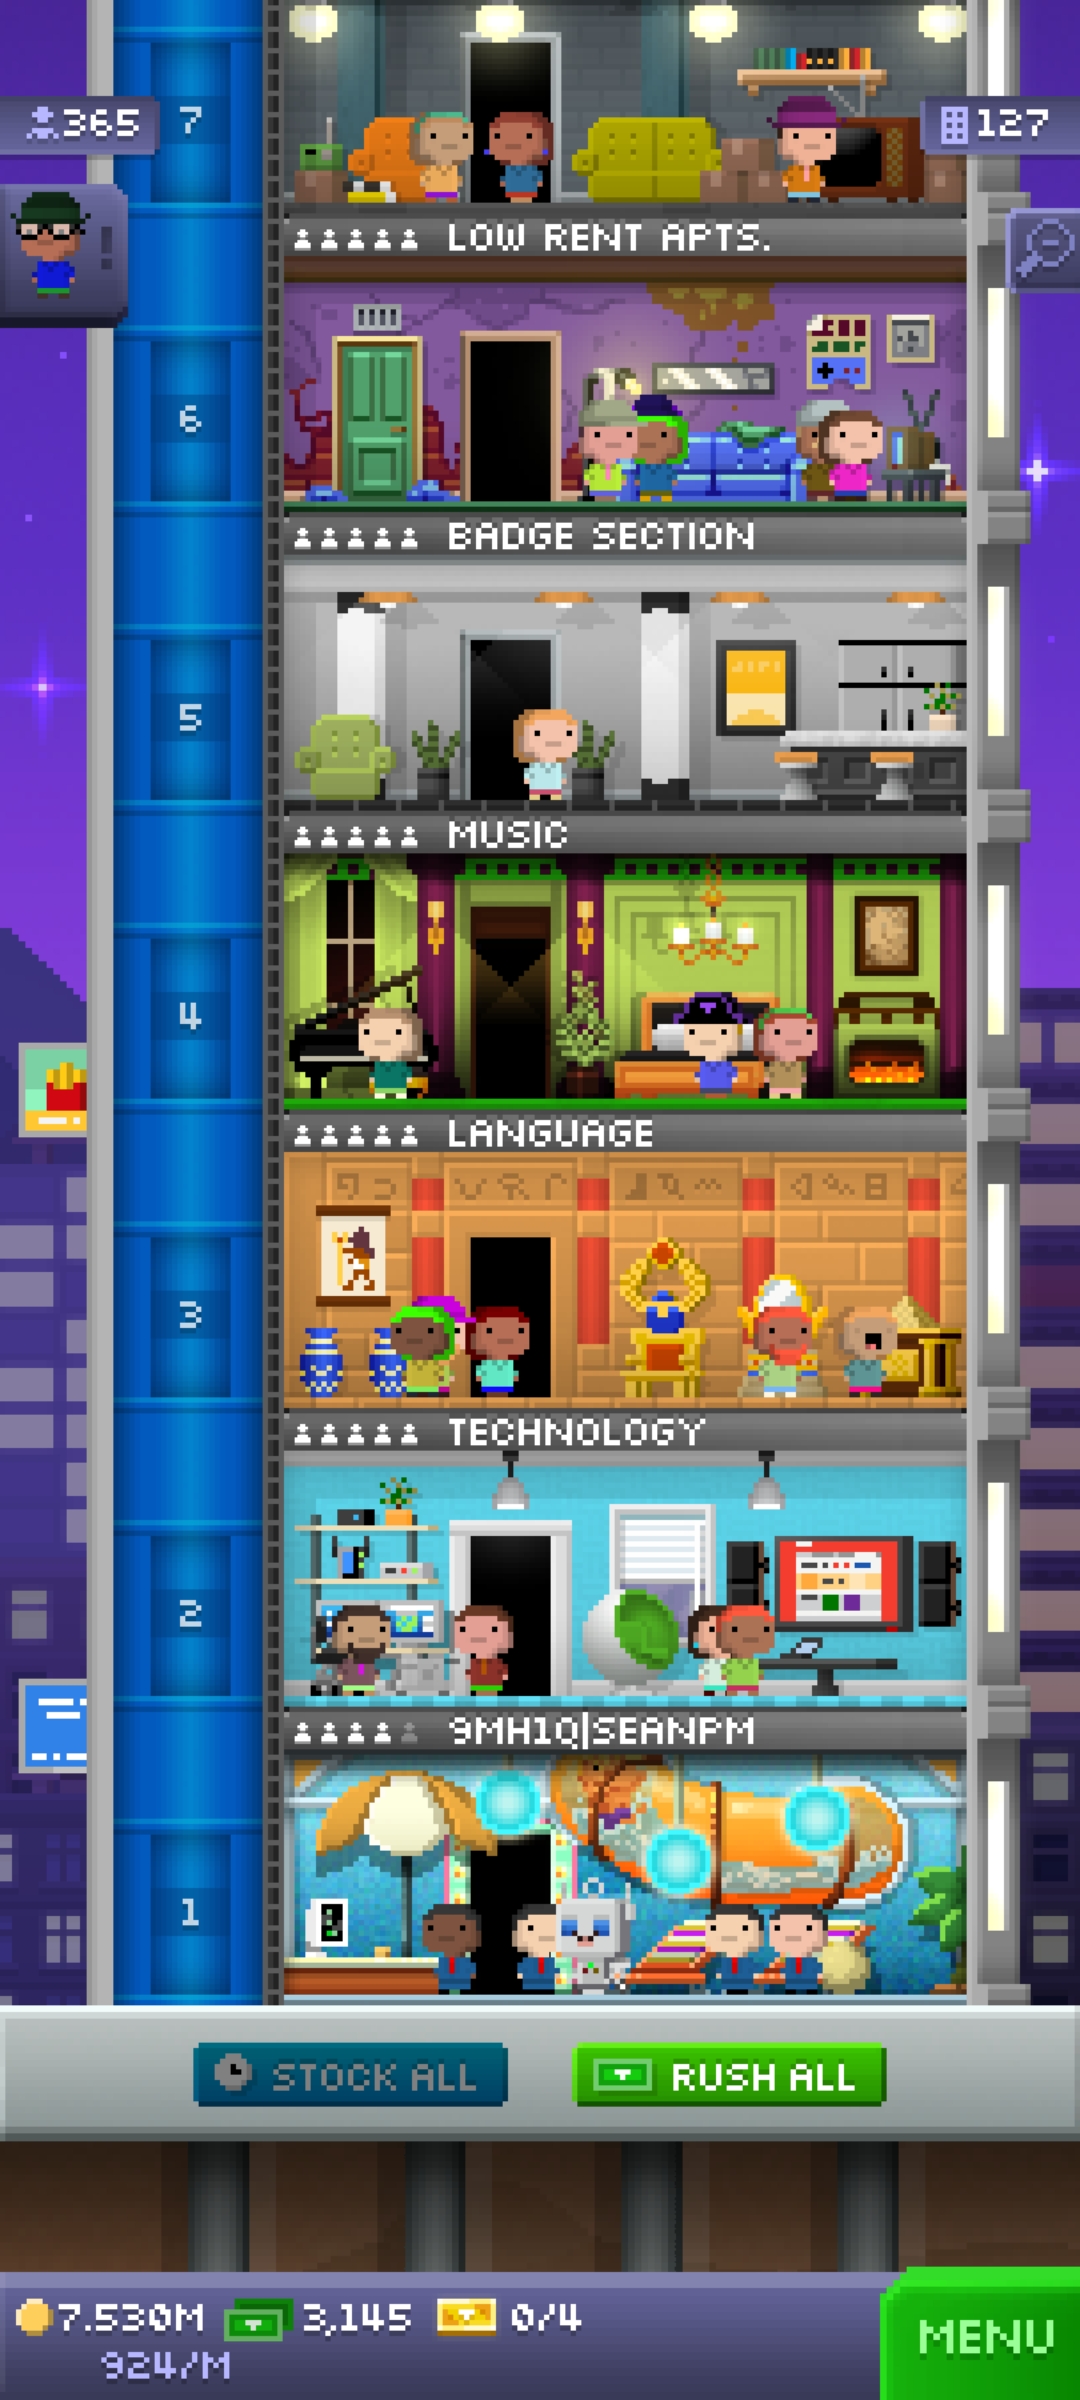 365
7
127
LOW RENT APTS.
6
BADGE SECTION
5
MUSIC
4
LANGUAGE
3
TECHNOLOGY
2
9MH1Q|SEANPM
1
STOCK ALL
RUSH ALL
7.530M
3,145
0/4
924/M
MENU